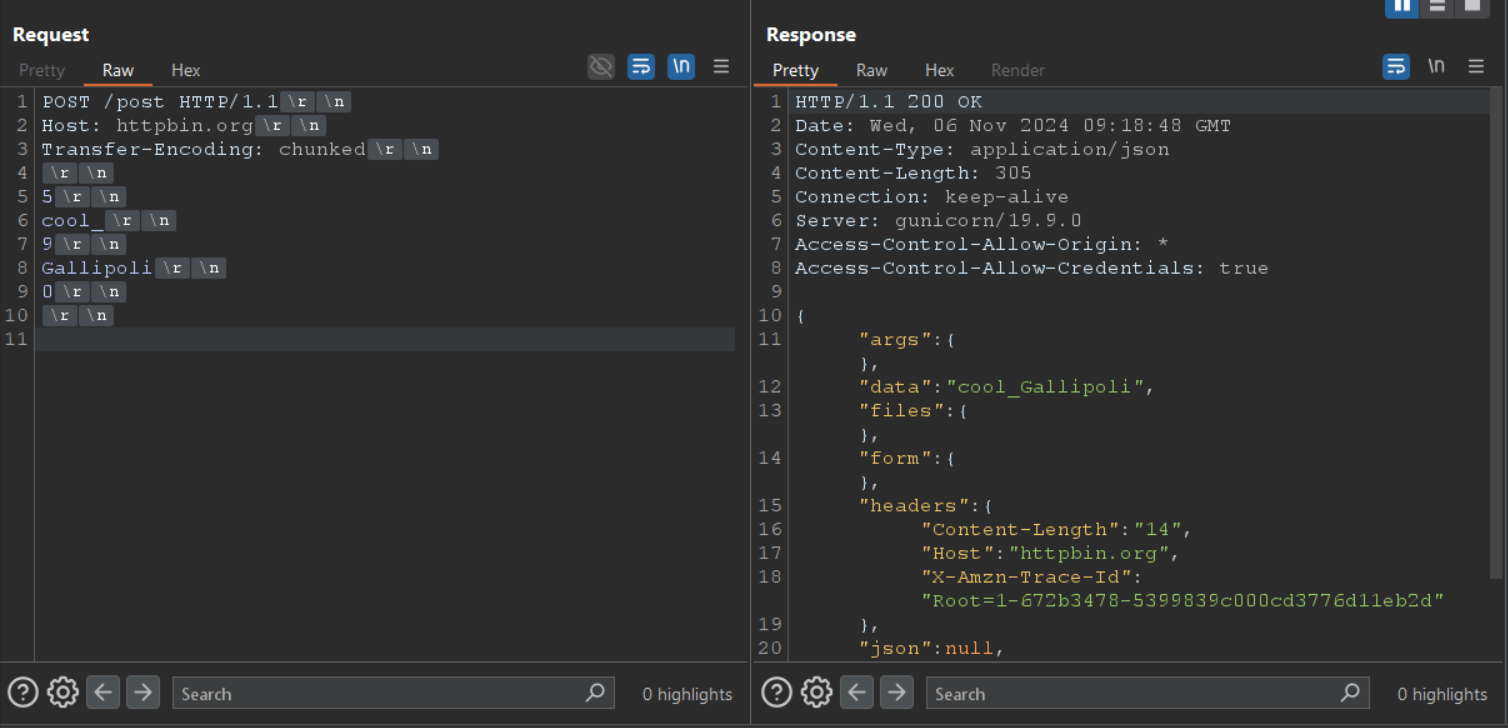 Request
Pretty Raw Hex \n
1 POST /post HTTP/1.1\r \n
2 Host: httpbin.org\r \n
3 Transfer-Encoding: chunked\r \n
4 \r \n
5 5\r \n
6 cool_\r \n
7 9\r \n
8 Gallipoli\r \n
9 0\r \n
10 \r \n
11
? Search 0 highlights
Response
Pretty Raw Hex Render \n
1 HTTP/1.1 200 OK
2 Date: Wed, 06 Nov 2024 09:18:48 GMT
3 Content-Type: application/json
4 Content-Length: 305
5 Connection: keep-alive
6 Server: gunicorn/19.9.0
7 Access-Control-Allow-Origin: *
8 Access-Control-Allow-Credentials: true
9
10 {
11 "args":{
},
12 "data":"cool_Gallipoli",
13 "files":{
},
14 "form":{
},
15 "headers":{
16 "Content-Length":"14",
17 "Host":"httpbin.org",
18 "X-Amzn-Trace-Id":
"Root=1-672b3478-5399839c000cd3776d11eb2d"
19 },
20 "json":null,
? Search 0 highlights